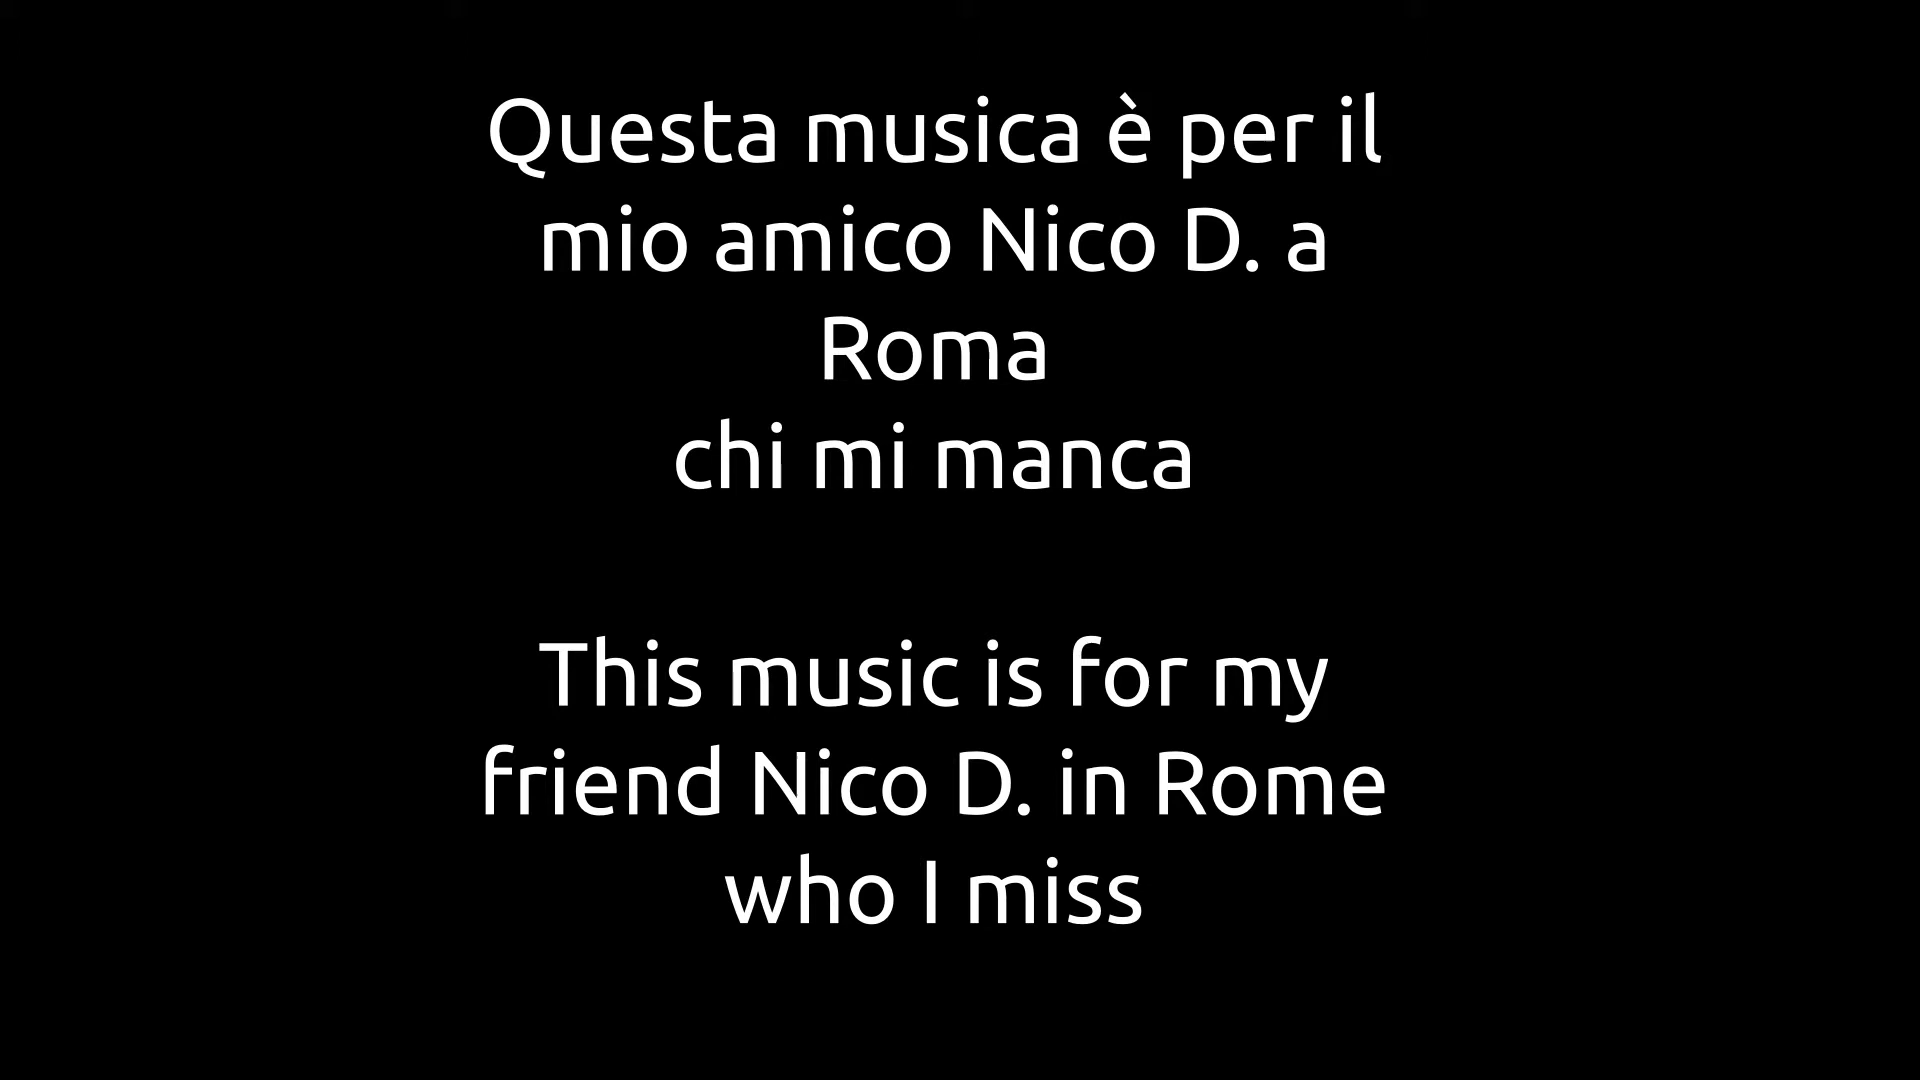 Questa musica è per il
mio amico Nico D. a
Roma
chi mi manca
This music is for my
friend Nico D. in Rome
who I miss